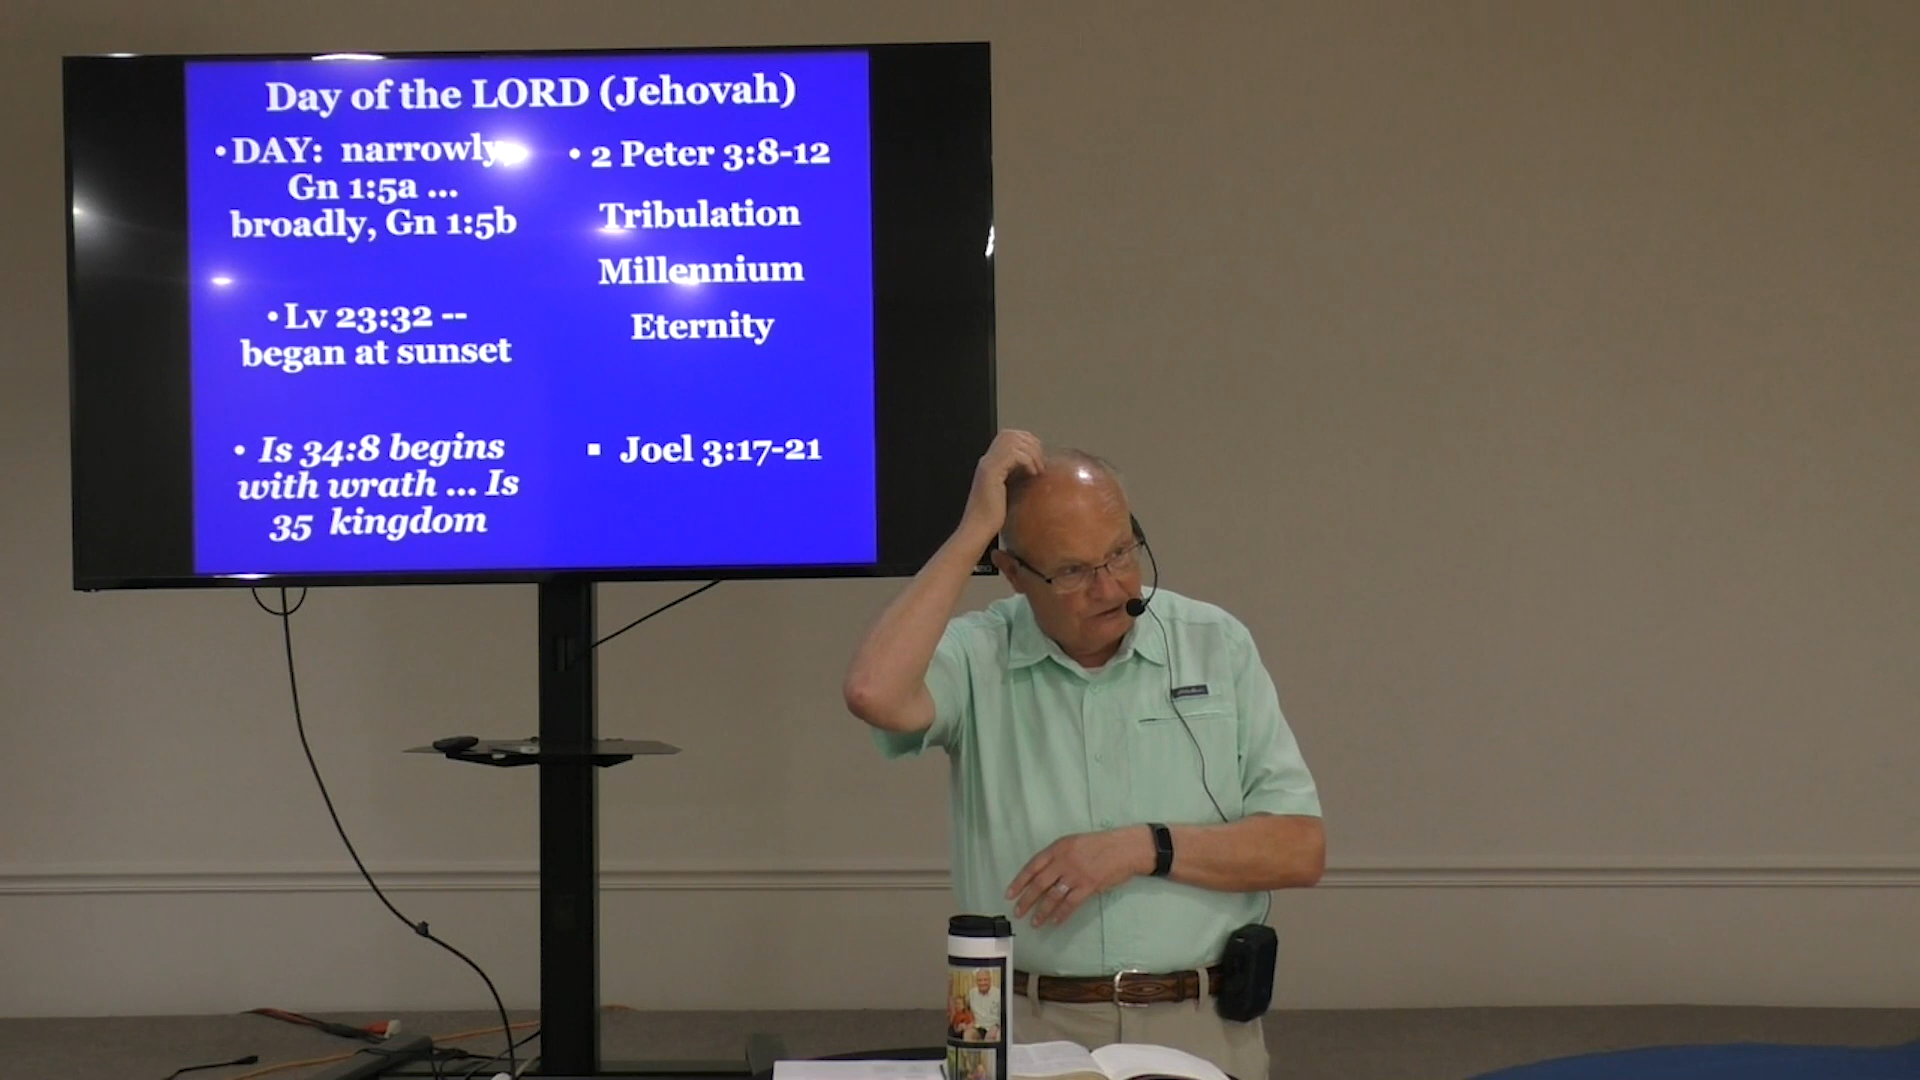 Day of the LORD (Jehovah)
• DAY: narrowly,
Gn 1:5a ...
broadly, Gn 1:5b
• Lv 23:32 --
began at sunset
• Is 34:8 begins
with wrath ... Is
35 kingdom
• 2 Peter 3:8-12
Tribulation
Millennium
Eternity
▪ Joel 3:17-21